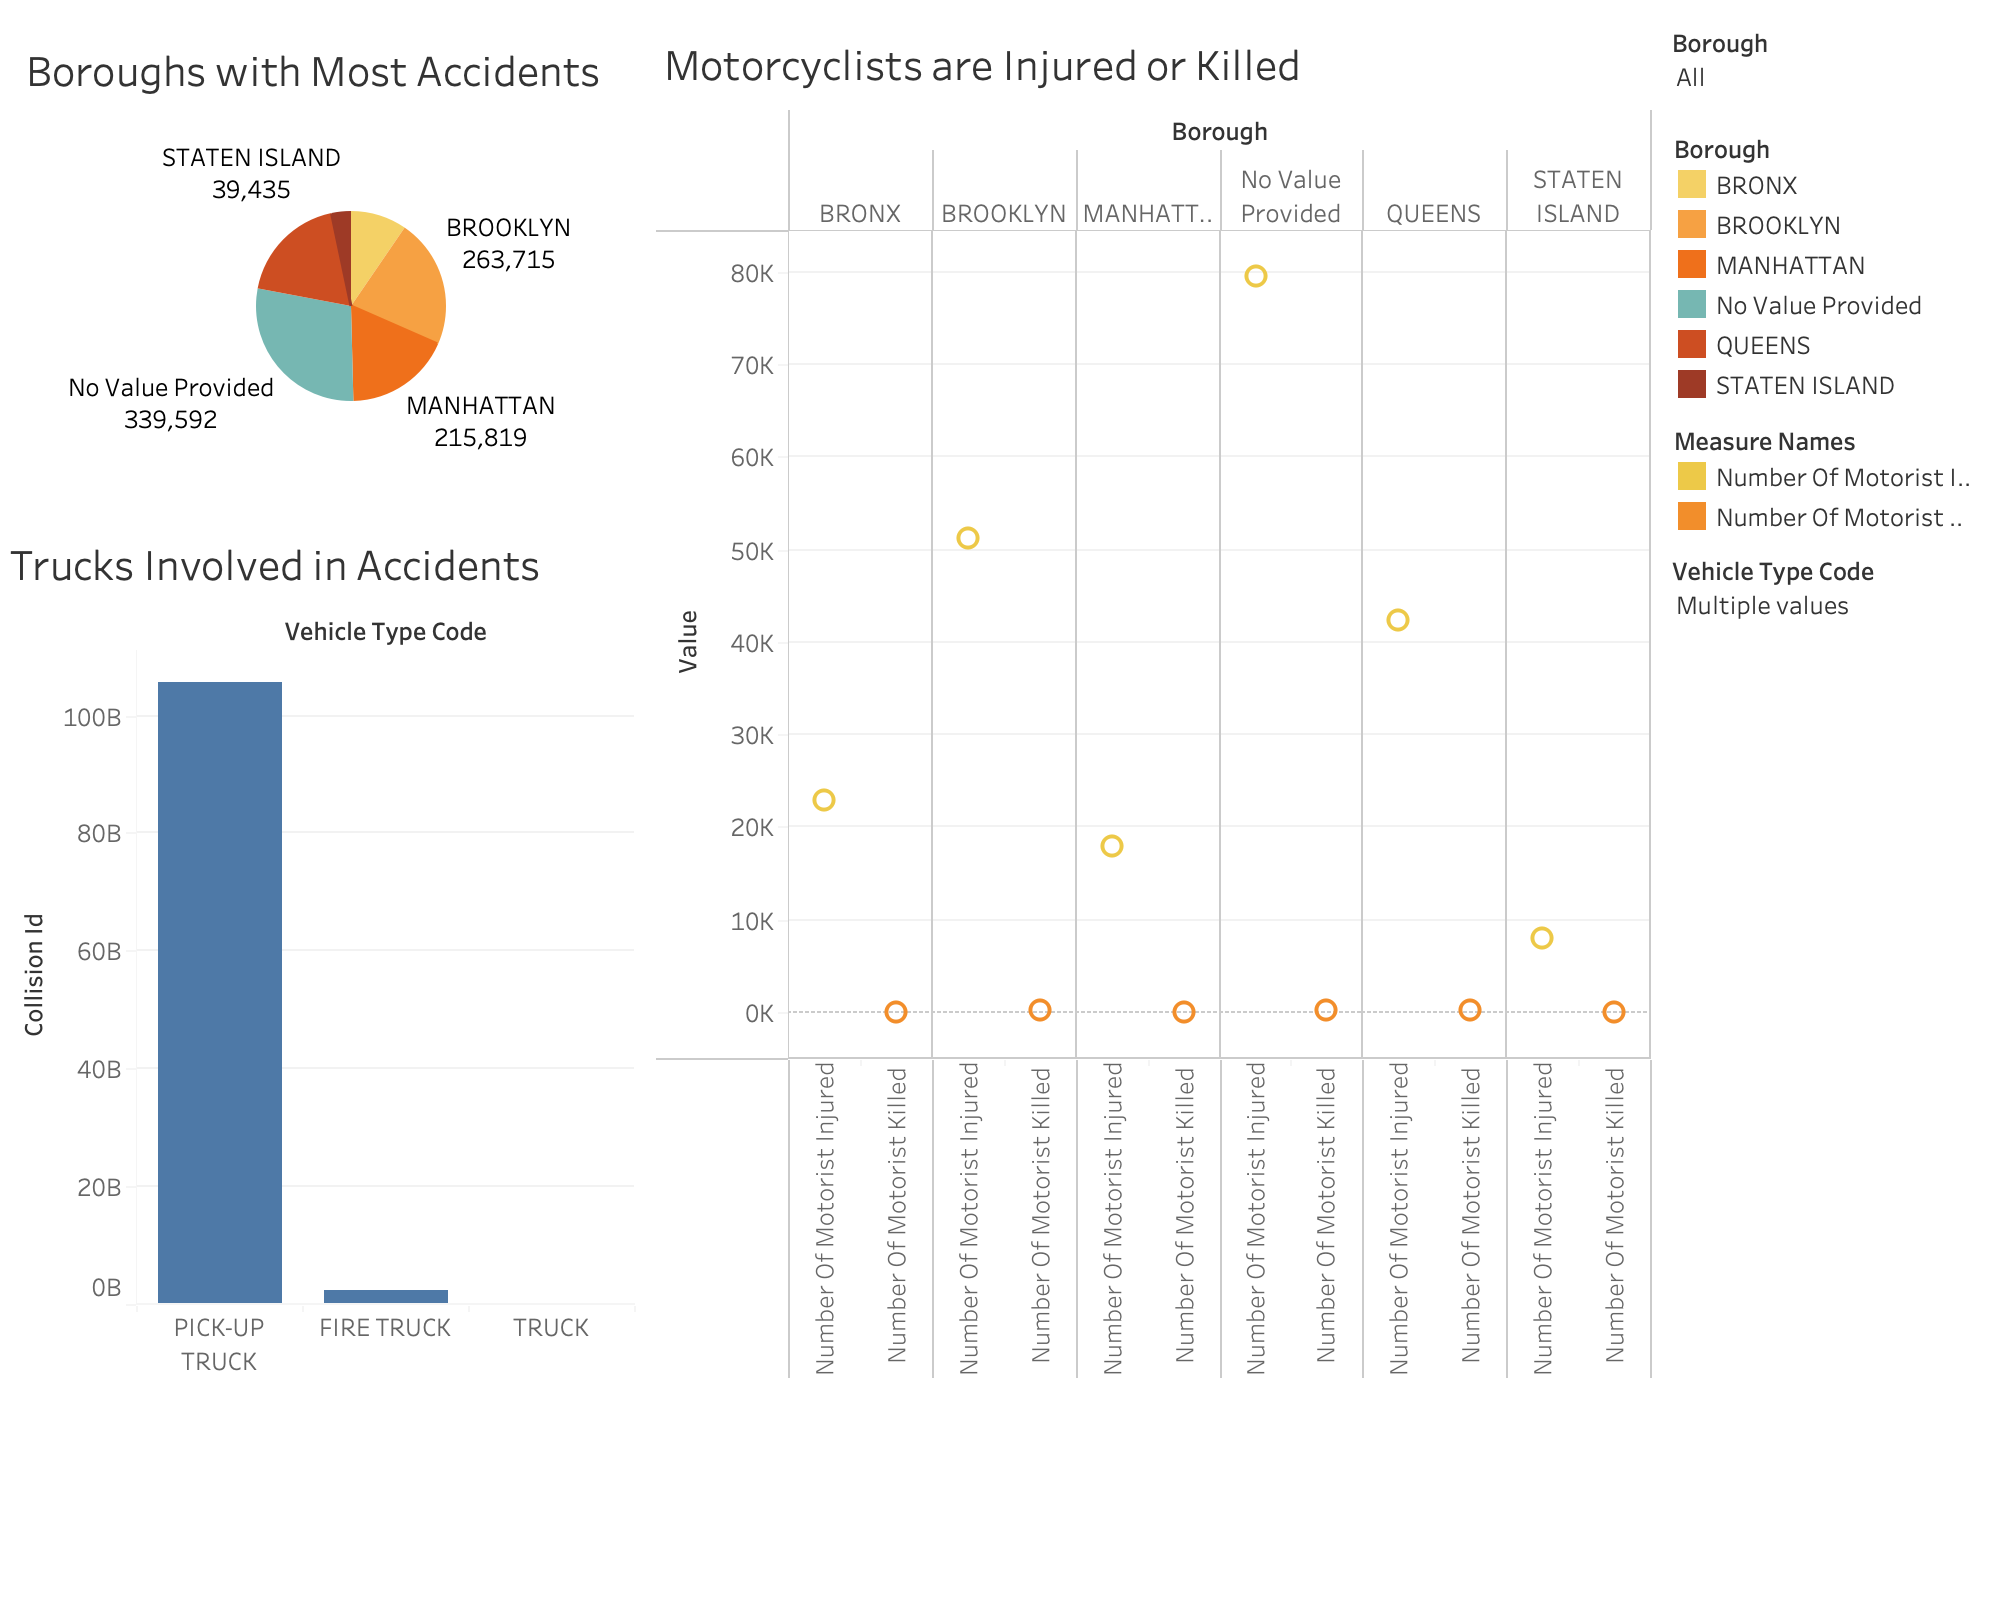 Boroughs with Most Accidents
STATEN ISLAND
39,435
BROOKLYN
263,715
No Value Provided
339,592
MANHATTAN
215,819
Trucks Involved in Accidents
Vehicle Type Code
Collision Id
100B
80B
60B
40B
20B
0B
PICK-UP
TRUCK
FIRE TRUCK
TRUCK
Motorcyclists are Injured or Killed
Borough
BRONX
BROOKLYN
MANHATT..
No Value
Provided
QUEENS
STATEN
ISLAND
Value
80K
70K
60K
50K
40K
30K
20K
10K
0K
Number Of Motorist Injured
Number Of Motorist Killed
Number Of Motorist Injured
Number Of Motorist Killed
Number Of Motorist Injured
Number Of Motorist Killed
Number Of Motorist Injured
Number Of Motorist Killed
Number Of Motorist Injured
Number Of Motorist Killed
Number Of Motorist Injured
Number Of Motorist Killed
Borough
All
Borough
BRONX
BROOKLYN
MANHATTAN
No Value Provided
QUEENS
STATEN ISLAND
Measure Names
Number Of Motorist I..
Number Of Motorist ..
Vehicle Type Code
Multiple values